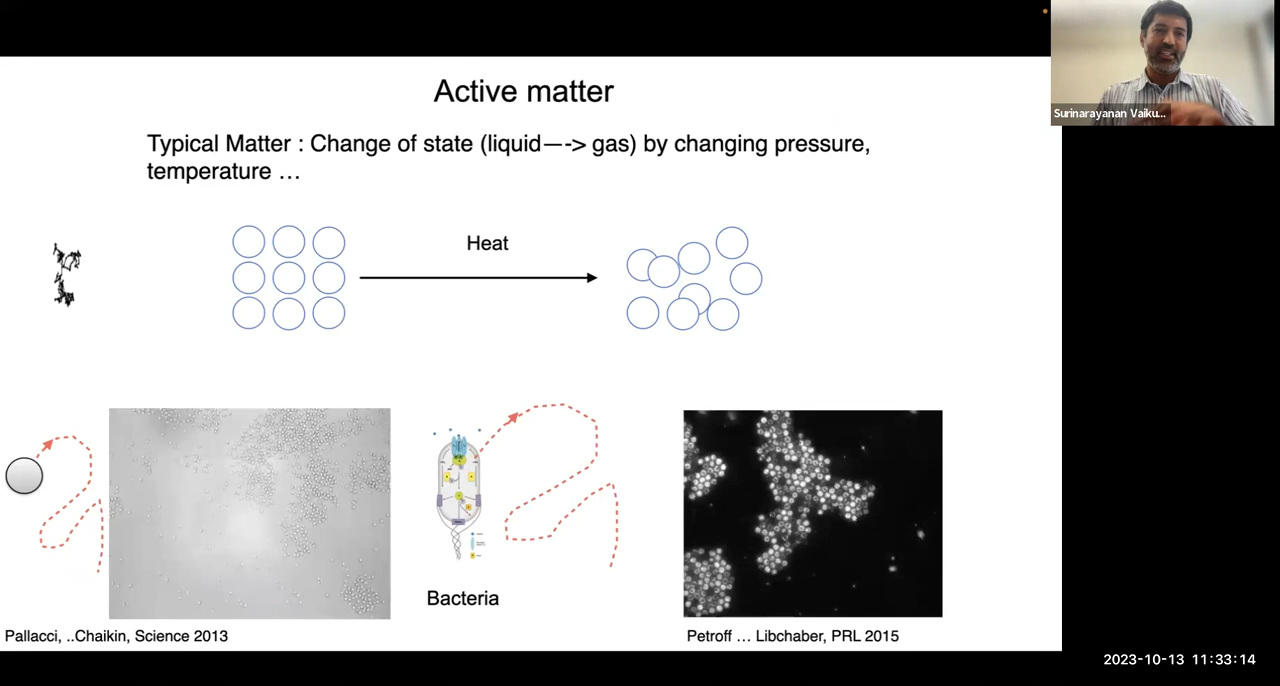 Surinarayanan Vaiku...
Active matter
Typical Matter : Change of state (liquid—-> gas) by changing pressure,
temperature …
Heat
Bacteria
Pallacci, ..Chaikin, Science 2013
Petroff … Libchaber, PRL 2015
2023-10-13 11:33:14